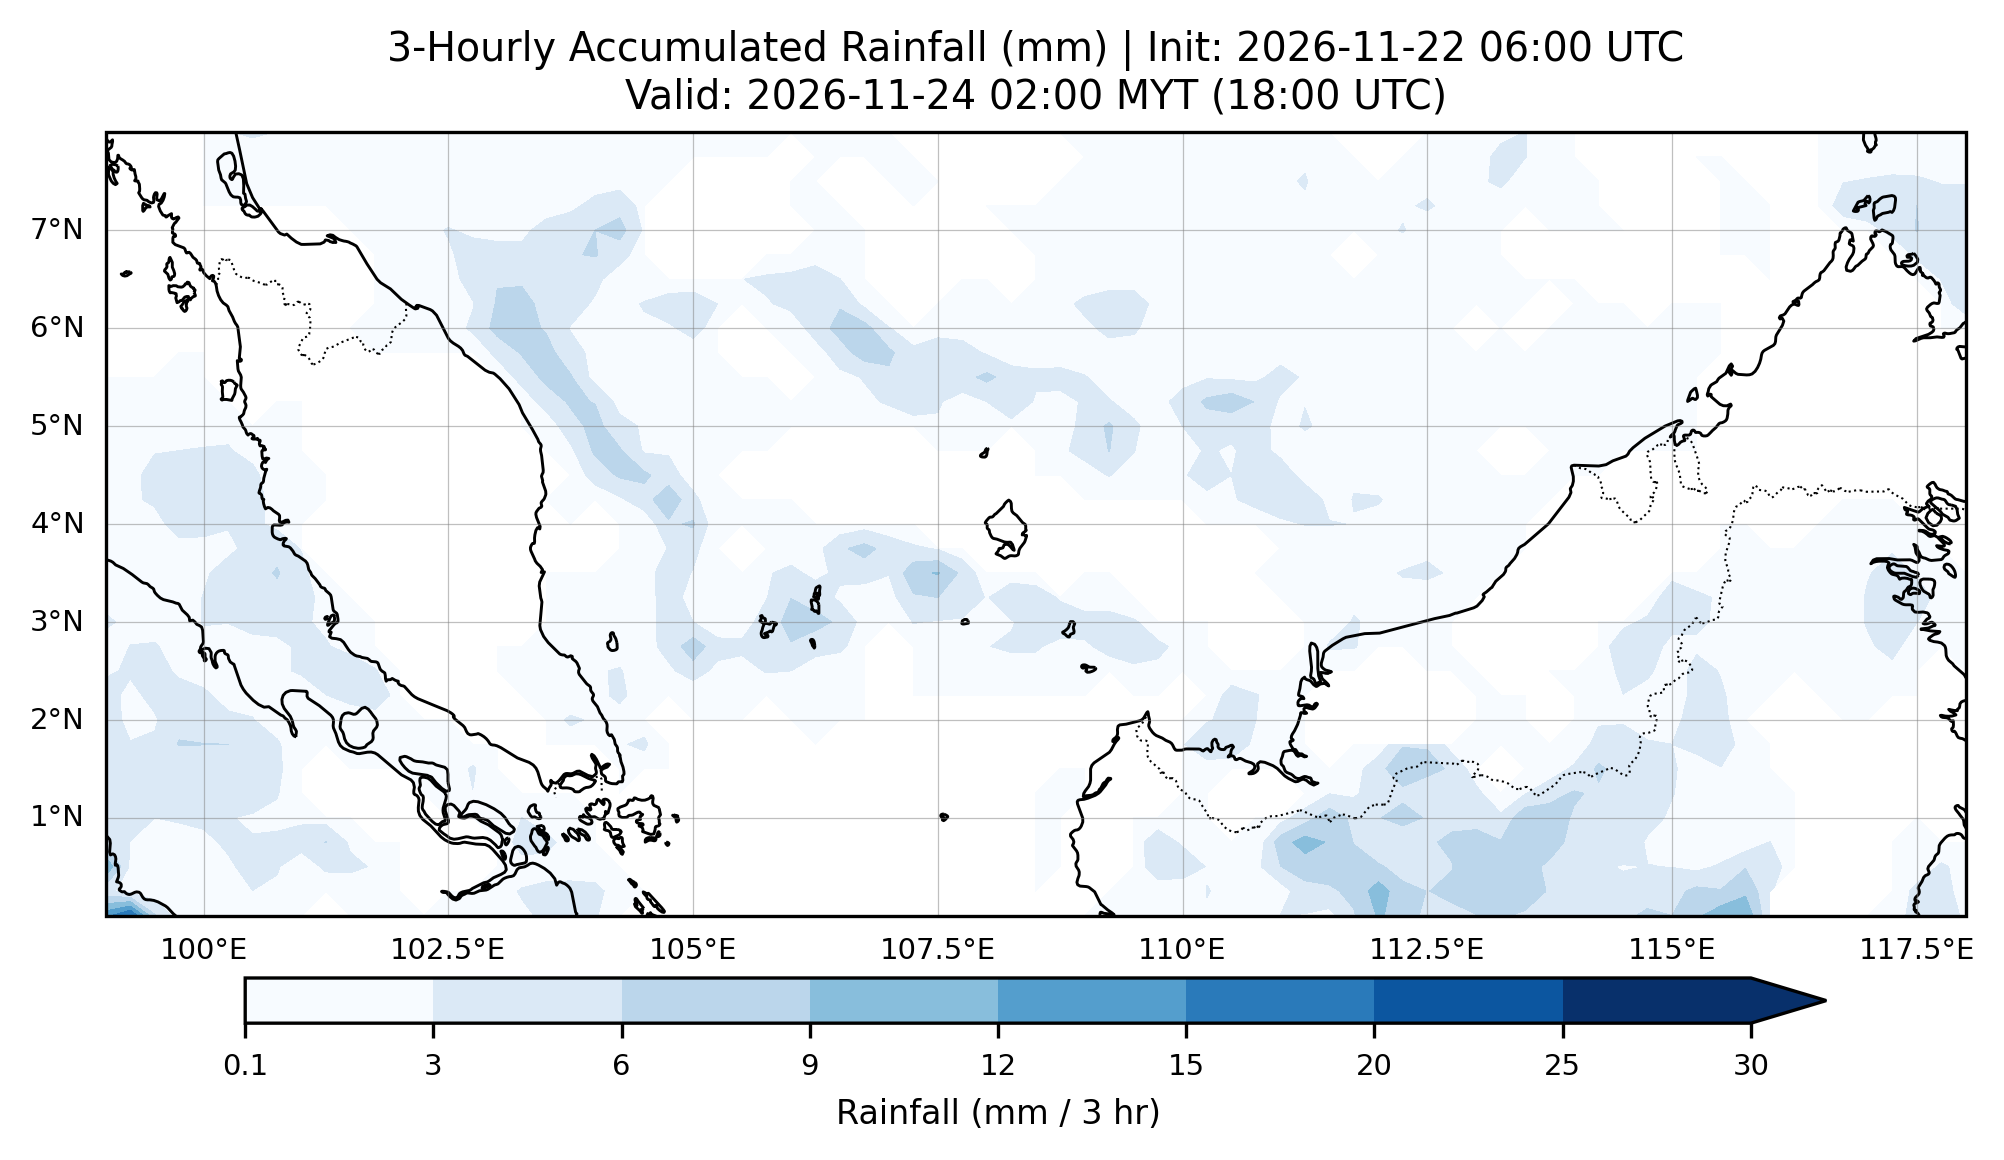 3-Hourly Accumulated Rainfall (mm) | Init: 2026-11-22 06:00 UTC
Valid: 2026-11-24 02:00 MYT (18:00 UTC)
7°N
6°N
5°N
4°N
3°N
2°N
1°N
100°E 102.5°E 105°E 107.5°E 110°E 112.5°E 115°E 117.5°E
0.1 3 6 9 12 15 20 25 30
Rainfall (mm / 3 hr)